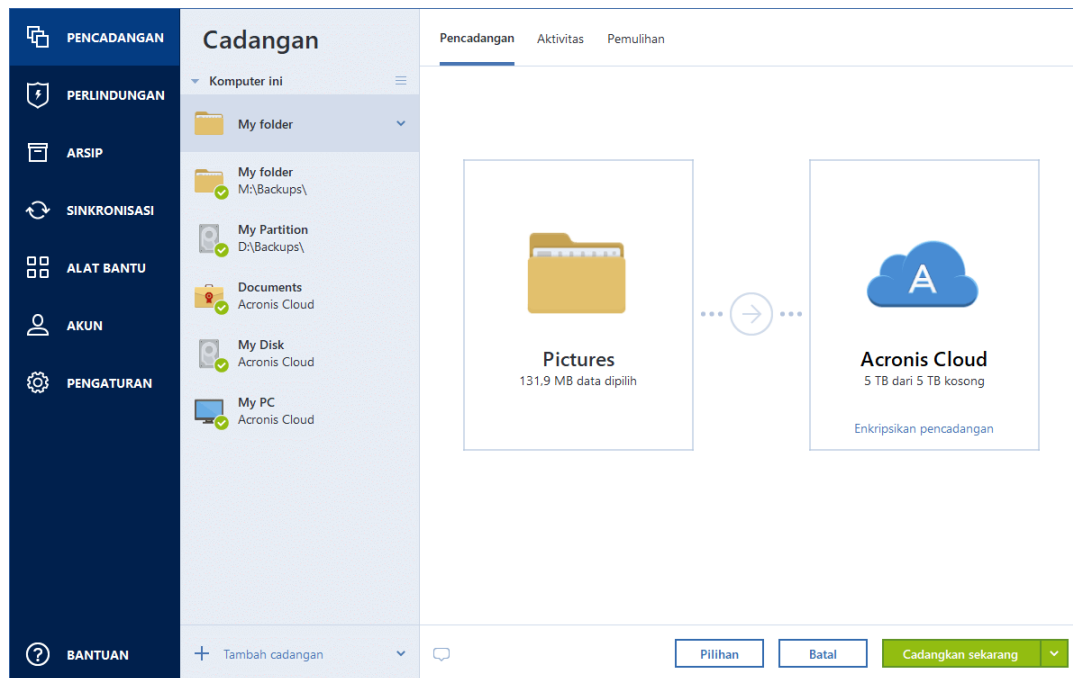 PENCADANGAN
PERLINDUNGAN
ARSIP
SINKRONISASI
ALAT BANTU
AKUN
PENGATURAN
BANTUAN
Cadangan
Komputer ini
My folder
My folder
M:\Backups\
My Partition
D:\Backups\
Documents
Acronis Cloud
My Disk
Acronis Cloud
My PC
Acronis Cloud
Tambah cadangan
Pencadangan Aktivitas Pemulihan
Pictures
131,9 MB data dipilih
A
Acronis Cloud
5 TB dari 5 TB kosong
Enkripsikan pencadangan
Pilihan Batal Cadangkan sekarang